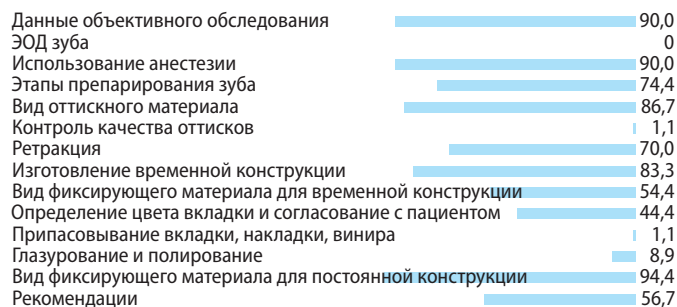 Данные объективного обследования 90,0
ЭОД зуба 0
Использование анестезии 90,0
Этапы препарирования зуба 74,4
Вид оттискного материала 86,7
Контроль качества оттисков 1,1
Ретракция 70,0
Изготовление временной конструкции 83,3
Вид фиксирующего материала для временной конструкции 54,4
Определение цвета вкладки и согласование с пациентом 44,4
Припасовывание вкладки, накладки, винира 1,1
Глазурование и полирование 8,9
Вид фиксирующего материала для постоянной конструкции 94,4
Рекомендации 56,7